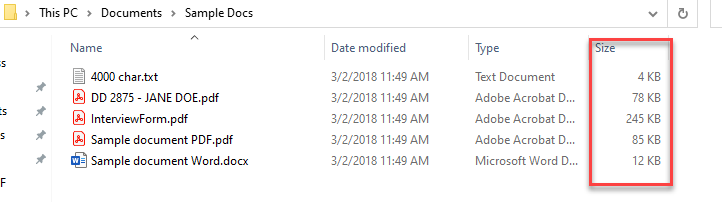 This PC > Documents > Sample Docs
Name Date modified Type Size
4000 char.txt 3/2/2018 11:49 AM Text Document 4 KB
DD 2875 - JANE DOE.pdf 3/2/2018 11:49 AM Adobe Acrobat D... 78 KB
InterviewForm.pdf 3/2/2018 11:49 AM Adobe Acrobat D... 245 KB
Sample document PDF.pdf 3/2/2018 11:49 AM Adobe Acrobat D... 85 KB
Sample document Word.docx 3/2/2018 11:49 AM Microsoft Word D... 12 KB